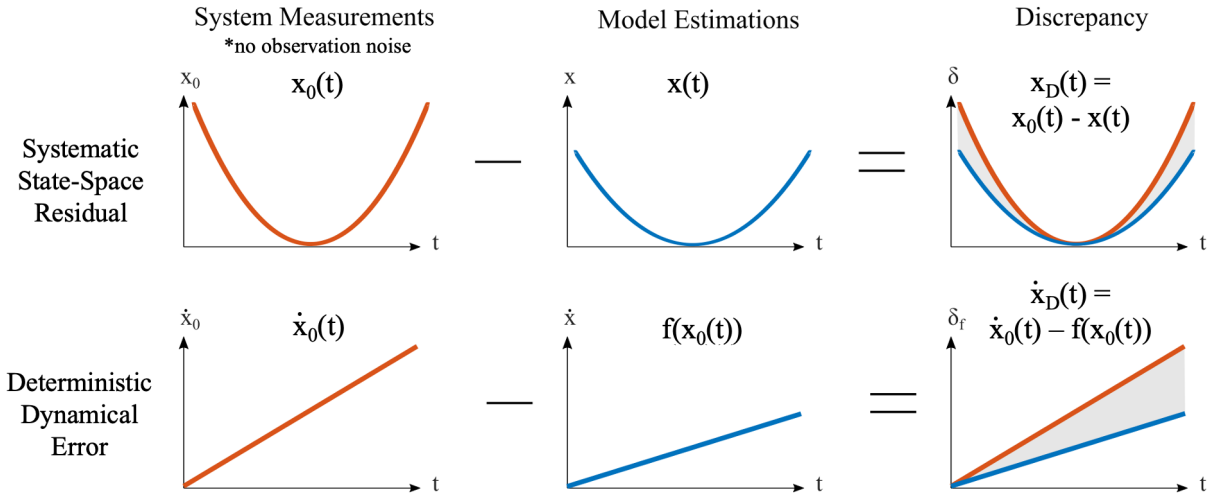 System Measurements
*no observation noise
Model Estimations
Discrepancy
Systematic
State-Space
Residual
x₀
x₀(t)
t
x
x(t)
t
δ
x_D(t) =
x₀(t) - x(t)
t
Deterministic
Dynamical
Error
ẋ₀
ẋ₀(t)
t
ẋ
f(x₀(t))
t
δ_f
ẋ_D(t) =
ẋ₀(t) – f(x₀(t))
t